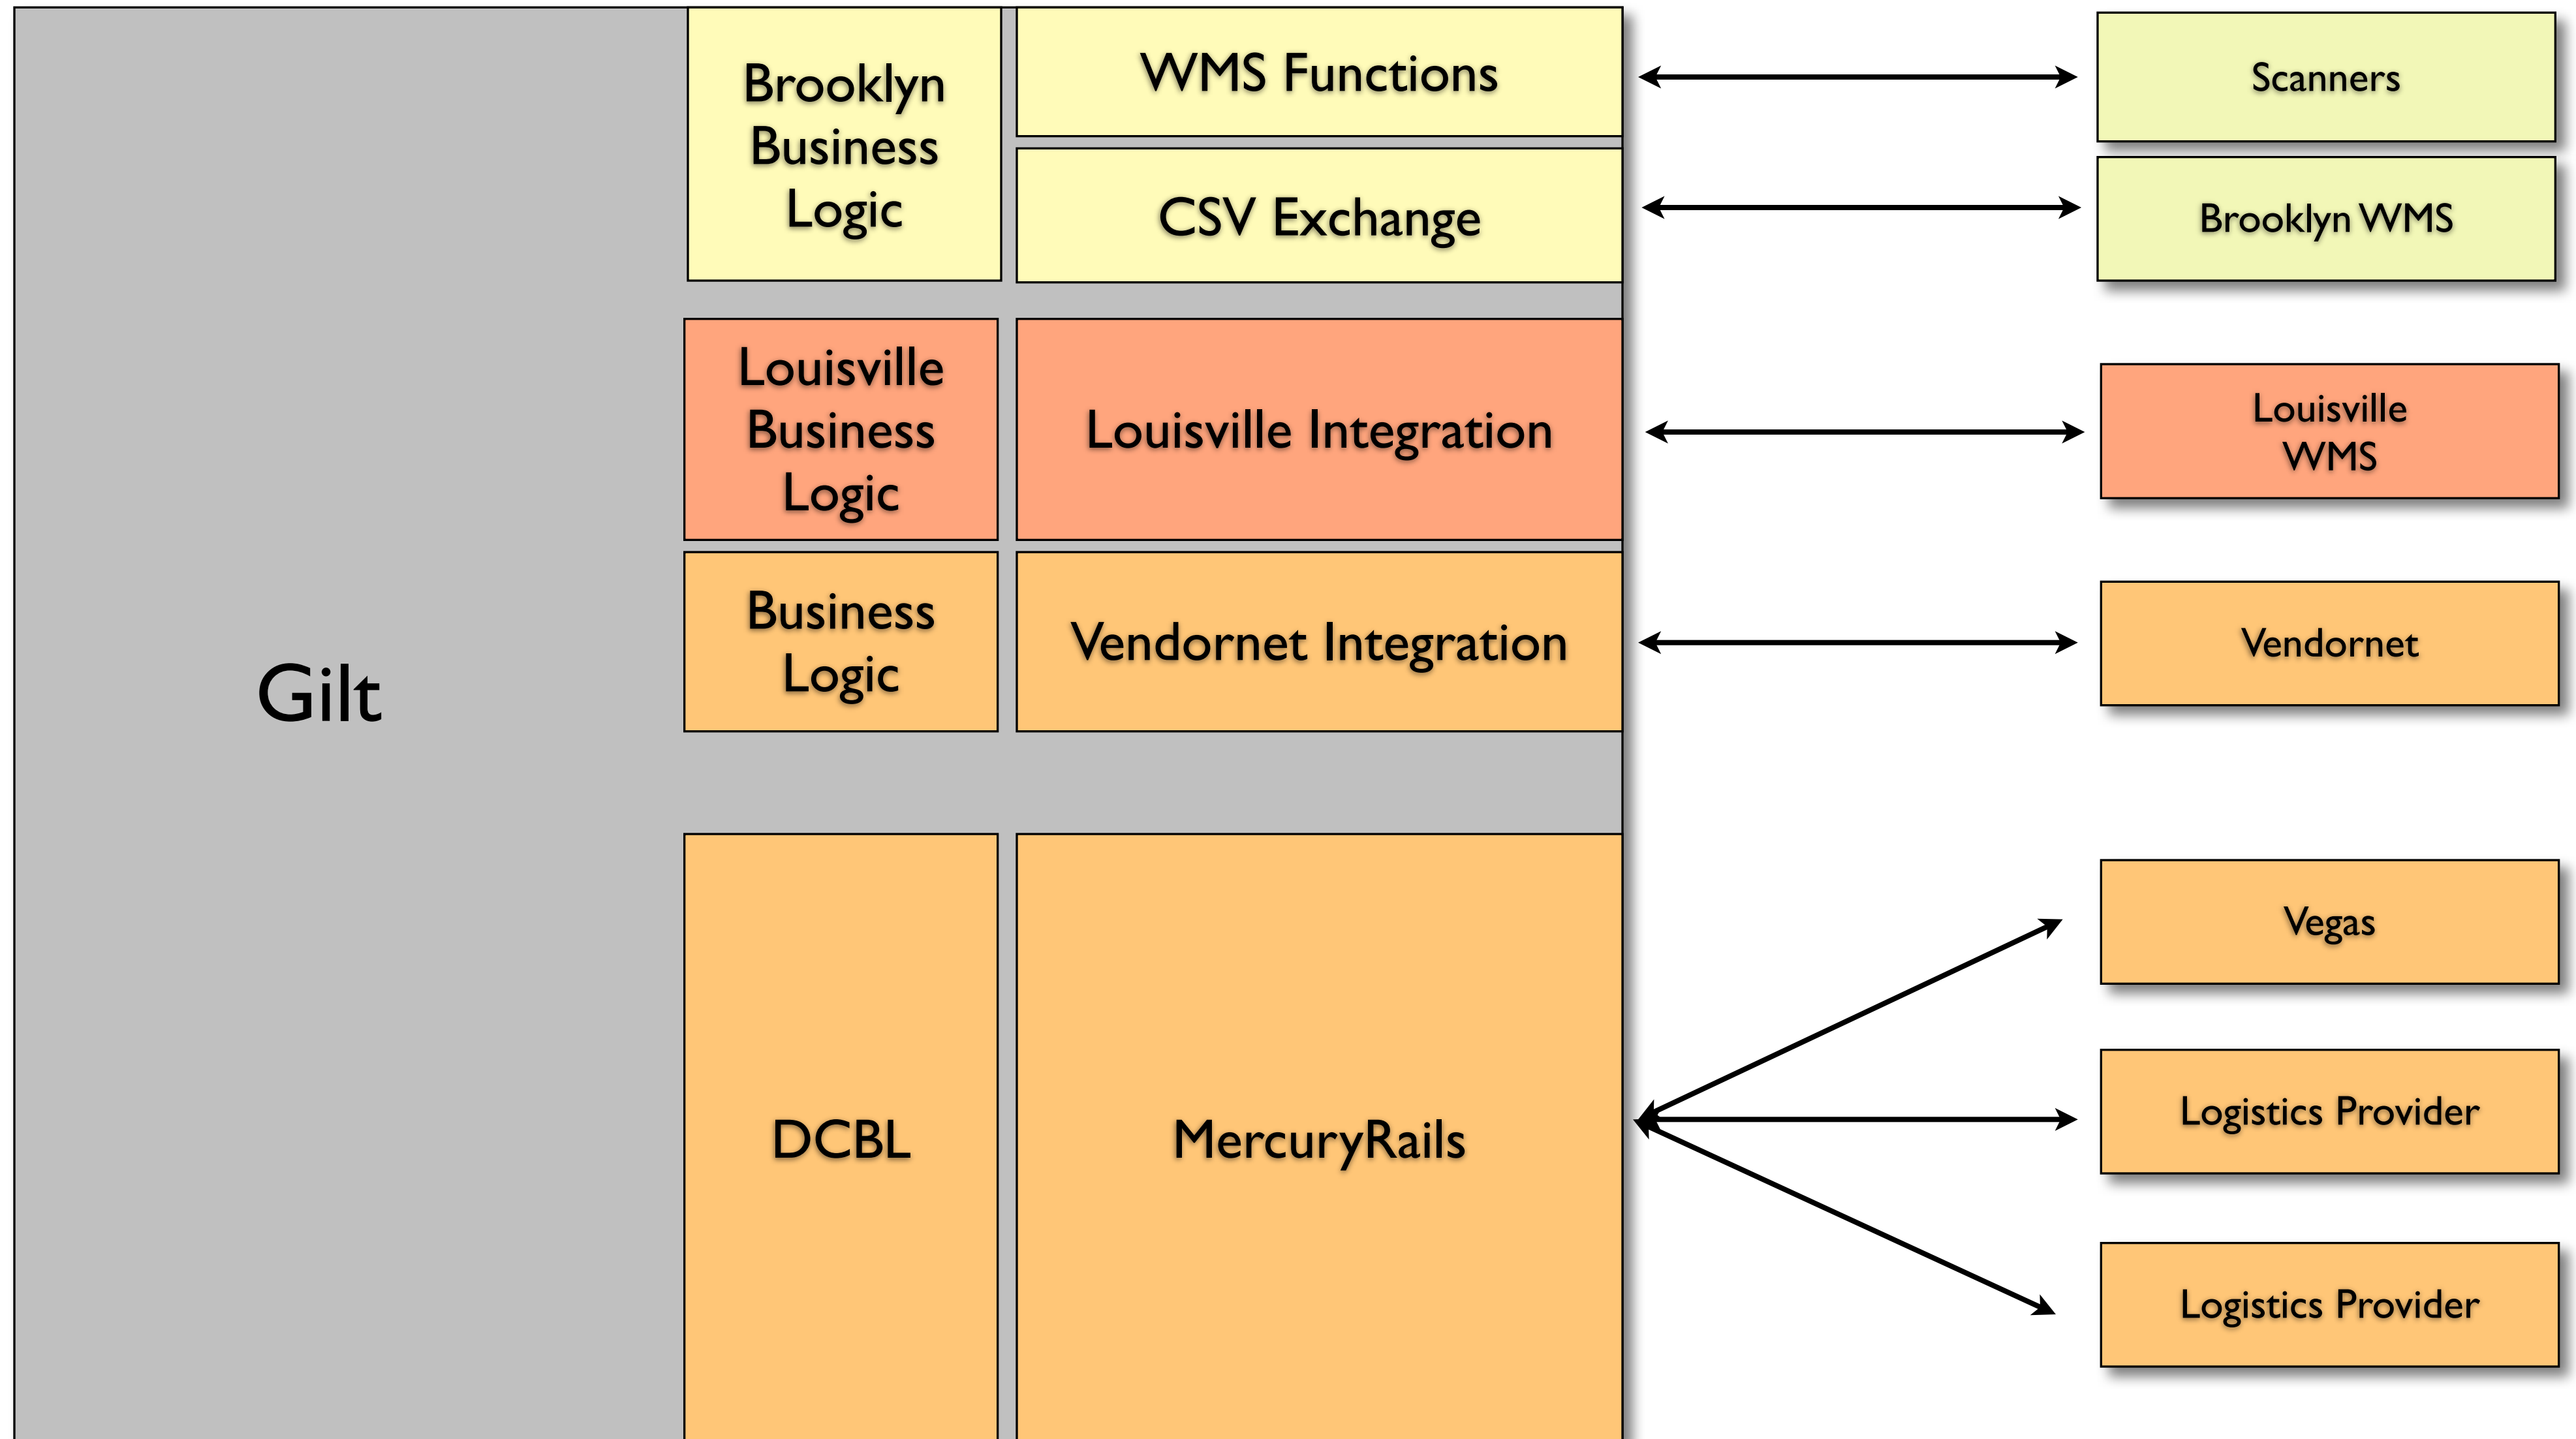 Gilt
Brooklyn
Business
Logic
WMS Functions
CSV Exchange
Louisville
Business
Logic
Louisville Integration
Business
Logic
Vendornet Integration
DCBL
MercuryRails
Scanners
Brooklyn WMS
Louisville
WMS
Vendornet
Vegas
Logistics Provider
Logistics Provider